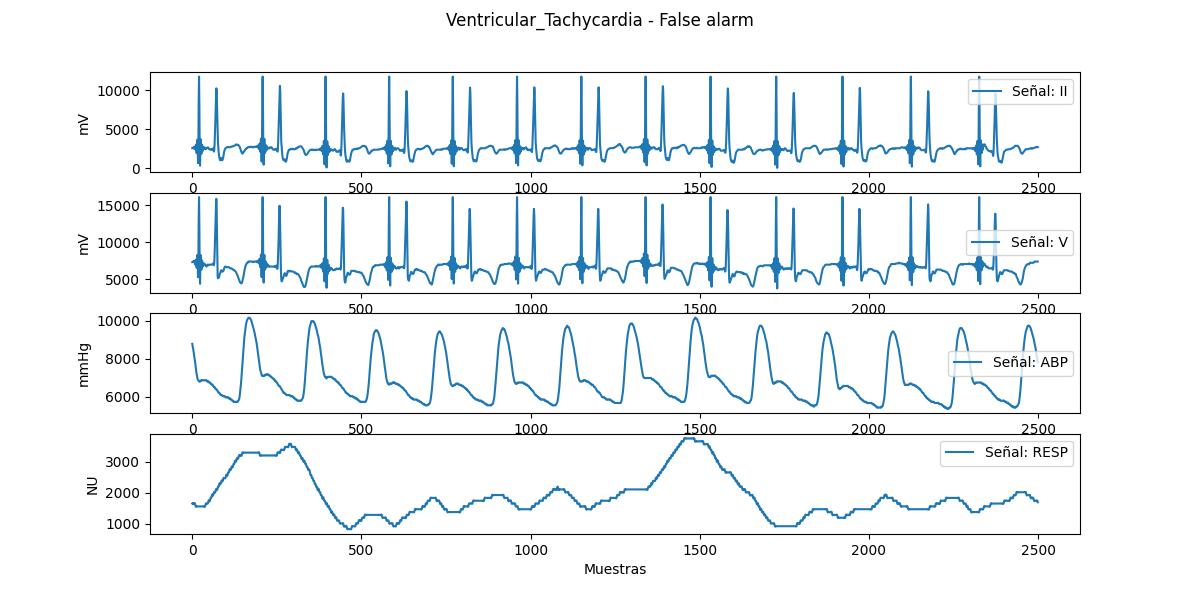 Ventricular_Tachycardia - False alarm
10000
5000
0
mV
Señal: II
0 500 1000 1500 2000 2500
15000
10000
5000
mV
Señal: V
0 500 1000 1500 2000 2500
10000
8000
6000
mmHg
Señal: ABP
0 500 1000 1500 2000 2500
3000
2000
1000
NU
Señal: RESP
0 500 1000 1500 2000 2500
Muestras